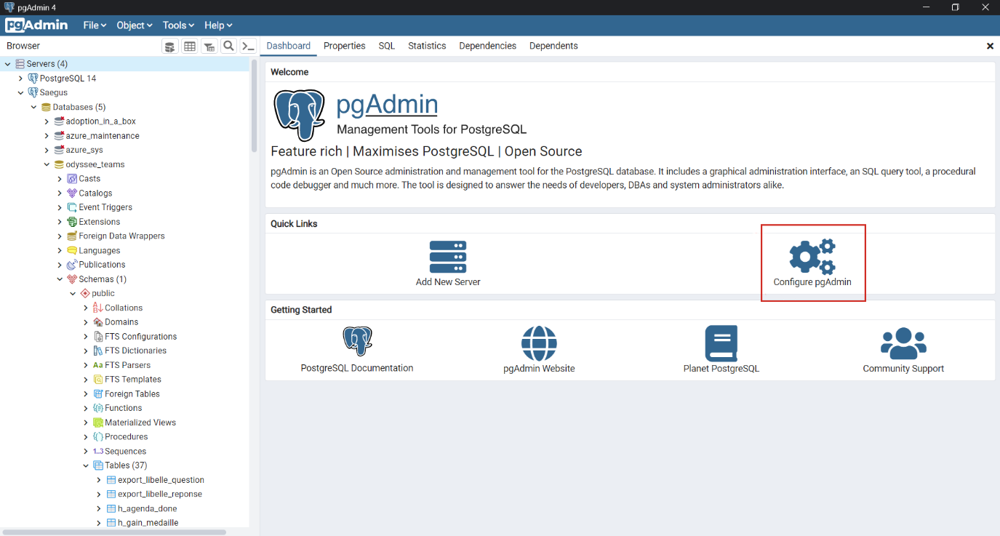 pgAdmin 4
pgAdmin File Object Tools Help
Browser
Dashboard Properties SQL Statistics Dependencies Dependents
Servers (4)
PostgreSQL 14
Saegus
Databases (5)
adoption_in_a_box
azure_maintenance
azure_sys
odyssee_teams
Casts
Catalogs
Event Triggers
Extensions
Foreign Data Wrappers
Languages
Publications
Schemas (1)
public
Collations
Domains
FTS Configurations
FTS Dictionaries
Aa FTS Parsers
FTS Templates
Foreign Tables
Functions
Materialized Views
Procedures
1..3 Sequences
Tables (37)
export_libelle_question
export_libelle_reponse
h_agenda_done
h_gain_medaille
Welcome
pgAdmin
Management Tools for PostgreSQL
Feature rich | Maximises PostgreSQL | Open Source
pgAdmin is an Open Source administration and management tool for the PostgreSQL database. It includes a graphical administration interface, an SQL query tool, a procedural
code debugger and much more. The tool is designed to answer the needs of developers, DBAs and system administrators alike.
Quick Links
Add New Server
Configure pgAdmin
Getting Started
PostgreSQL Documentation
pgAdmin Website
Planet PostgreSQL
Community Support